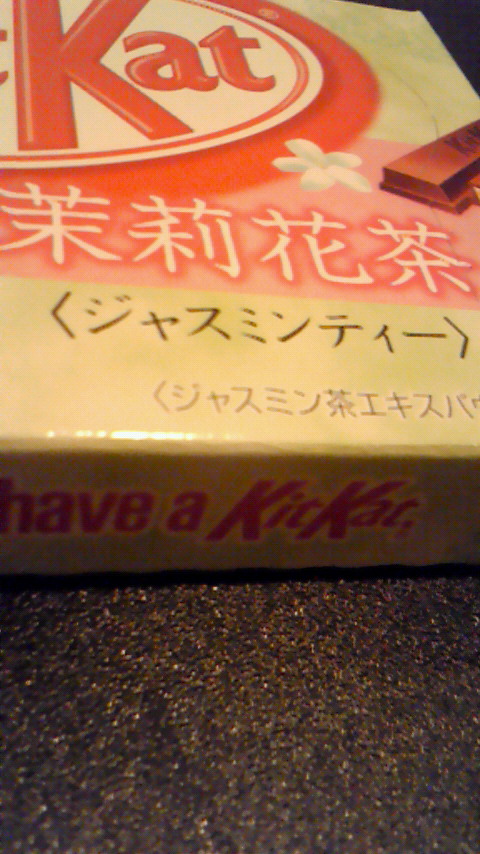 Kat®
茉莉花茶
〈ジャスミンティー〉
〈ジャスミン茶エキスパウ
have a KitKat,